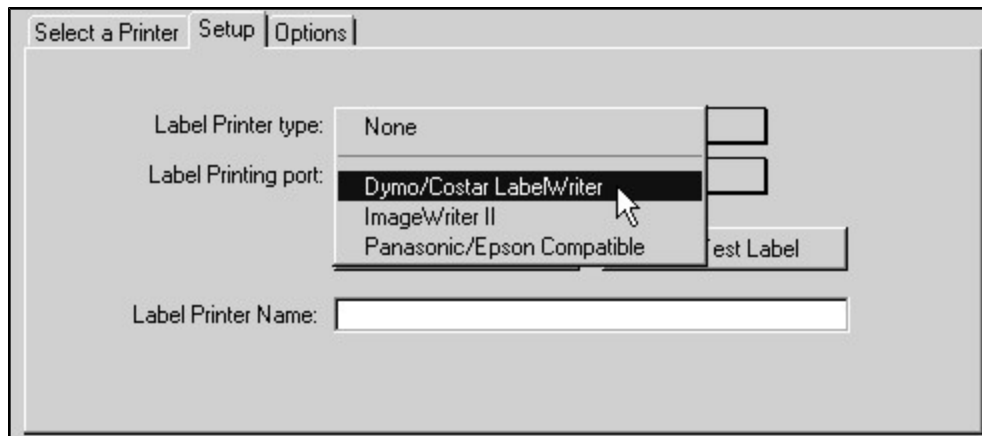 Select a Printer Setup Options
Label Printer type:
None
Label Printing port:
Dymo/Costar LabelWriter
ImageWriter II
Panasonic/Epson Compatible
est Label
Label Printer Name: